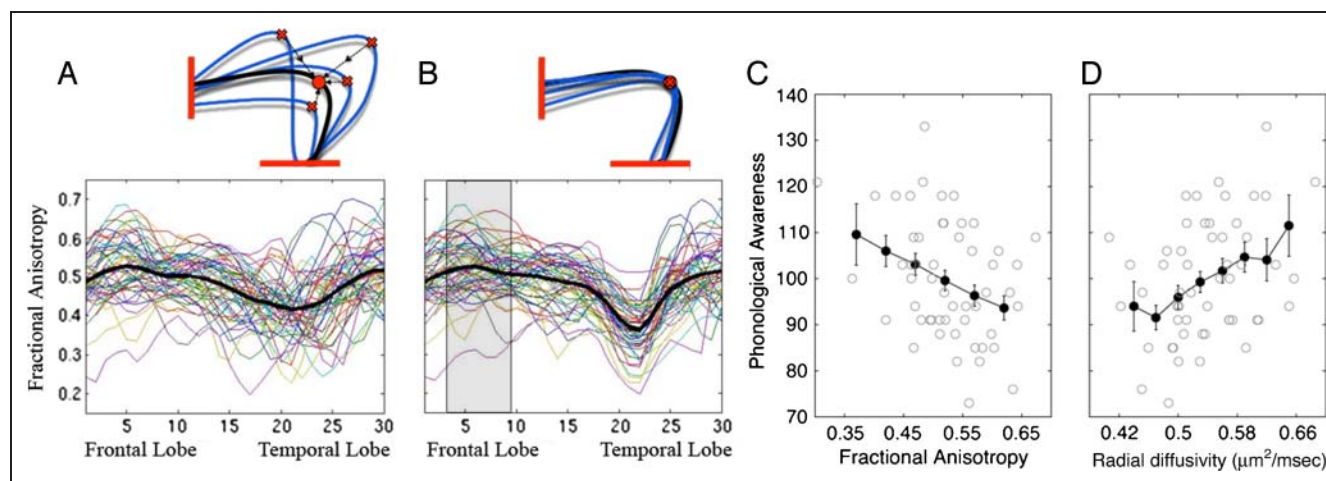 A
B
C
D
Fractional Anisotropy
0.7
0.6
0.5
0.4
0.3
0.2
5
10
15
20
25
30
Frontal Lobe
Temporal Lobe
5
10
15
20
25
30
Frontal Lobe
Temporal Lobe
Phonological Awareness
140
130
120
110
100
90
80
70
0.35
0.45
0.55
0.65
Fractional Anisotropy
0.42
0.5
0.58
0.66
Radial diffusivity (μm²/msec)